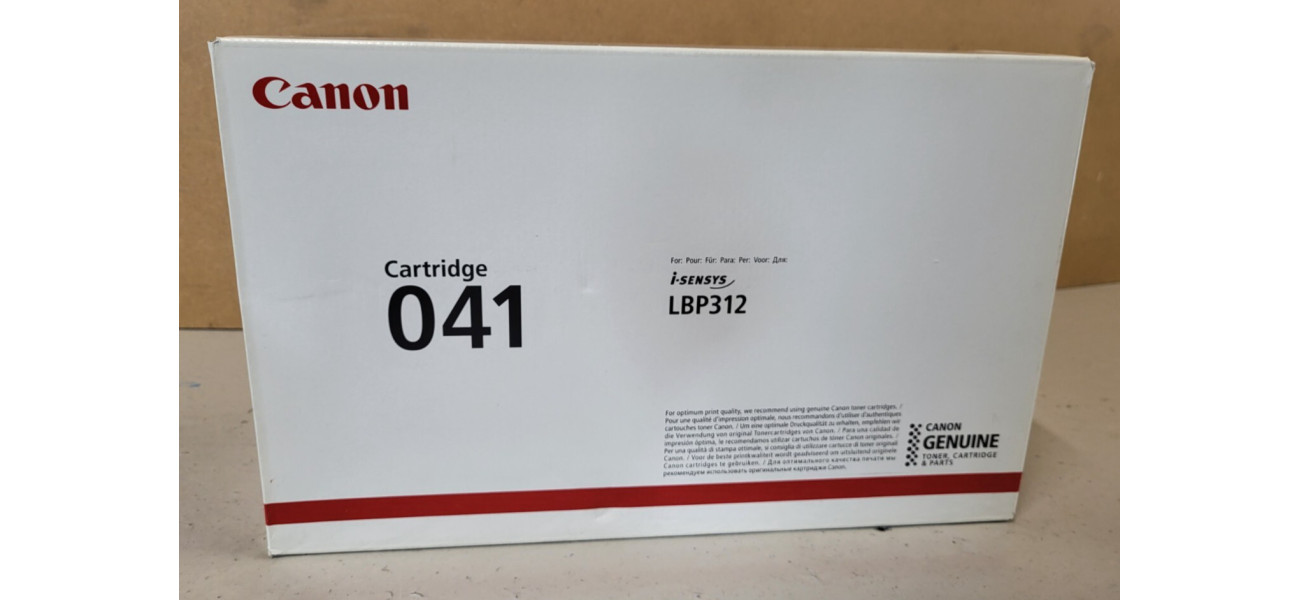 Canon
Cartridge
041
For: Pour: Für: Para: Per: Voor: Для:
i-SENSYS
LBP312
For optimum print quality, we recommend using genuine Canon toner cartridges. /
Pour une qualité d'impression optimale, nous recommandons d'utiliser d'authentiques
cartouches toner Canon. / Um eine optimale Druckqualität zu erhalten, empfehlen wir
die Verwendung von original Tonercartridges von Canon. / Para una calidad de
impresión óptima, le recomendamos utilizar cartuchos de tóner Canon originales. /
Per una qualità di stampa ottimale, si consiglia di utilizzare cartucce di toner originali
Canon. / Voor de beste printkwaliteit wordt geadviseerd om uitsluitend originele
Canon cartridges te gebruiken. / Для оптимального качества печати мы
рекомендуем использовать оригинальные картриджи Canon.
CANON
GENUINE
TONER, CARTRIDGE
& PARTS